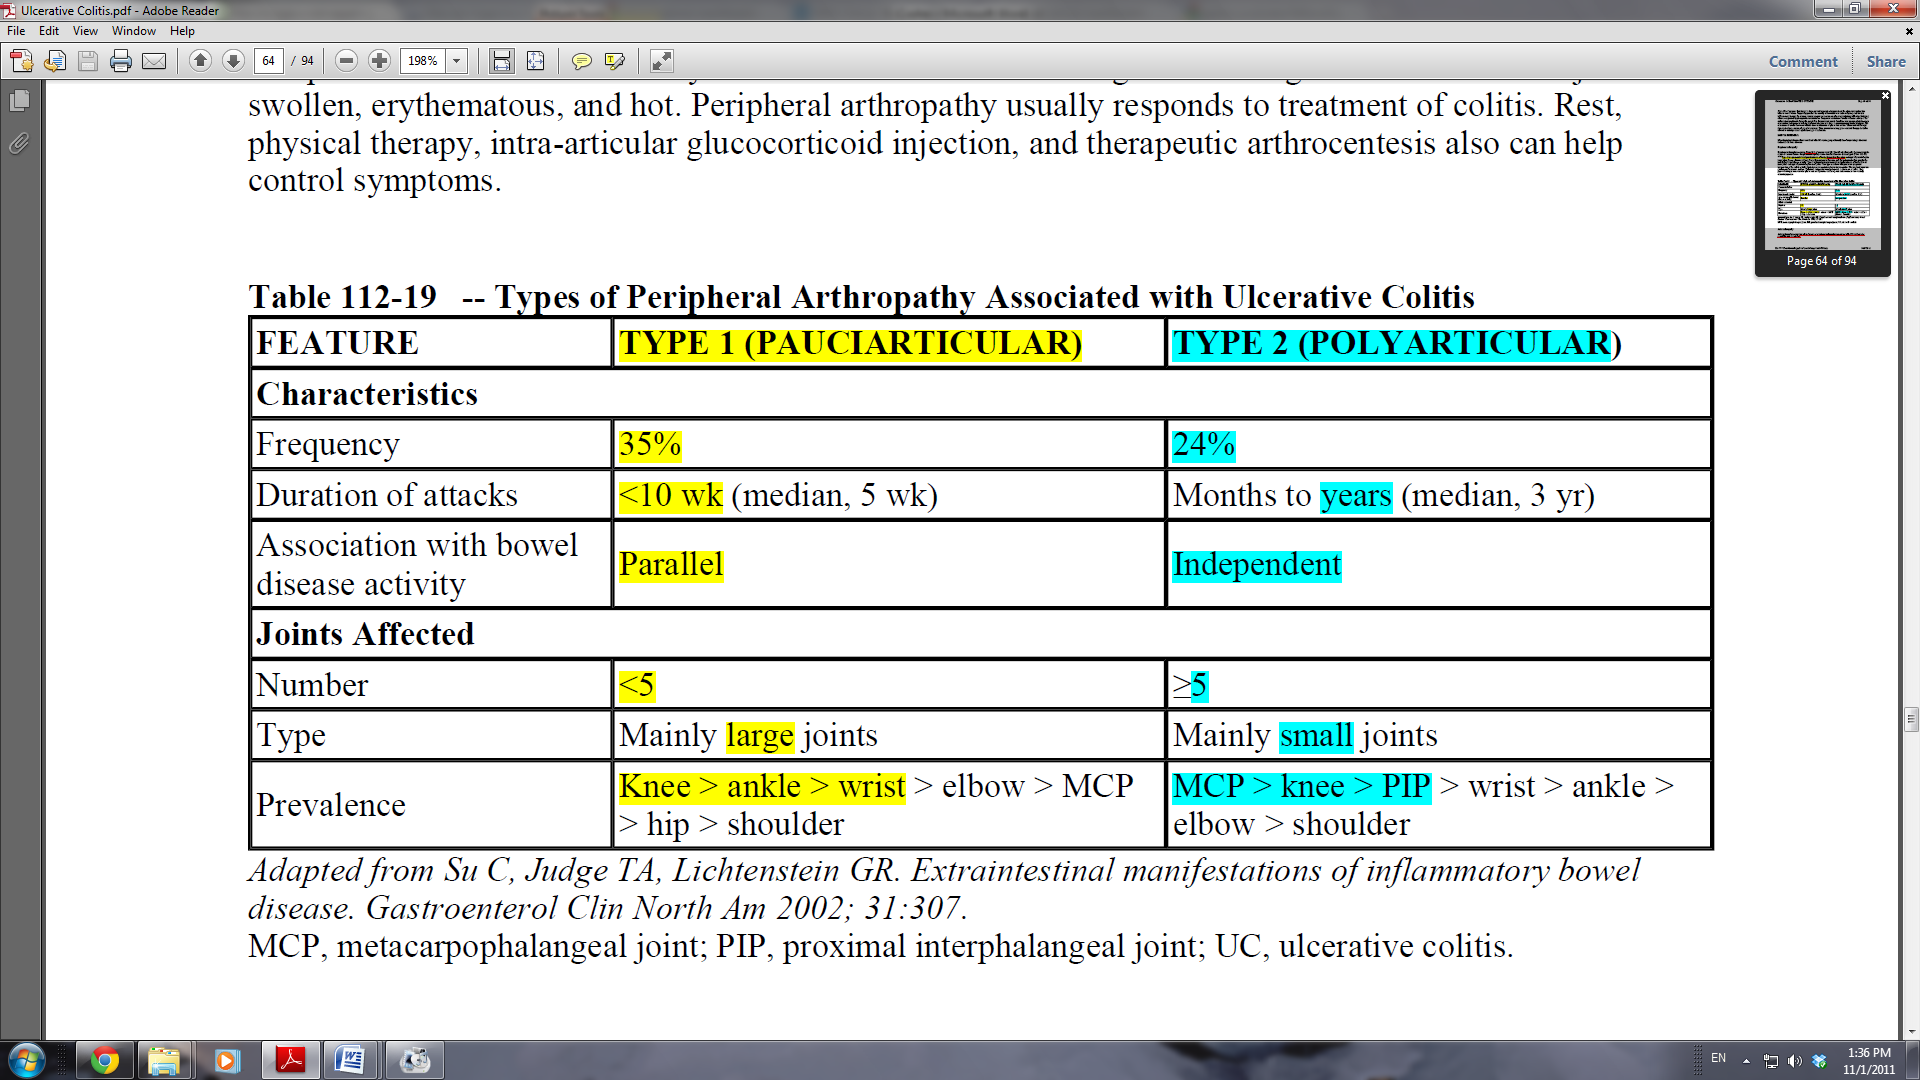 Ulcerative Colitis.pdf - Adobe Reader
File Edit View Window Help
64 / 94 198% Comment Share
swollen, erythematous, and hot. Peripheral arthropathy usually responds to treatment of colitis. Rest,
physical therapy, intra-articular glucocorticoid injection, and therapeutic arthrocentesis also can help
control symptoms.
Page 64 of 94
Table 112-19 -- Types of Peripheral Arthropathy Associated with Ulcerative Colitis
FEATURE TYPE 1 (PAUCIARTICULAR) TYPE 2 (POLYARTICULAR)
Characteristics
Frequency 35% 24%
Duration of attacks <10 wk (median, 5 wk) Months to years (median, 3 yr)
Association with bowel
disease activity Parallel Independent
Joints Affected
Number <5 ≥5
Type Mainly large joints Mainly small joints
Prevalence Knee > ankle > wrist > elbow > MCP
> hip > shoulder MCP > knee > PIP > wrist > ankle >
elbow > shoulder
Adapted from Su C, Judge TA, Lichtenstein GR. Extraintestinal manifestations of inflammatory bowel
disease. Gastroenterol Clin North Am 2002; 31:307.
MCP, metacarpophalangeal joint; PIP, proximal interphalangeal joint; UC, ulcerative colitis.
EN 1:36 PM
11/1/2011